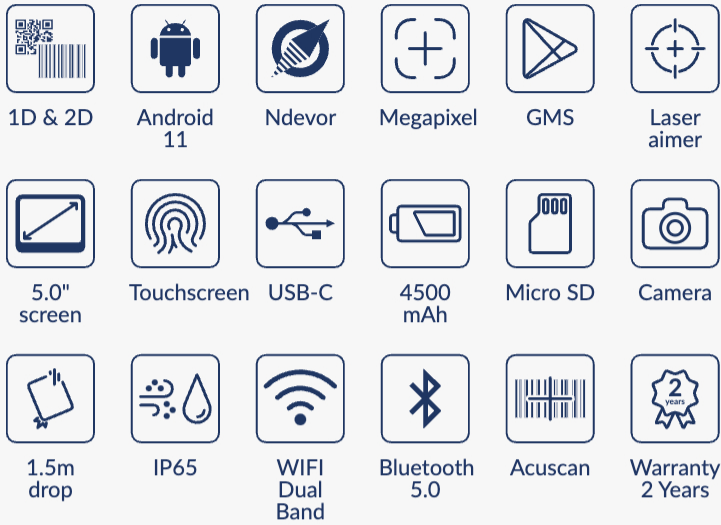 1D & 2D
Android
11
Ndevor
Megapixel
GMS
Laser
aimer
5.0"
screen
Touchscreen
USB-C
4500
mAh
Micro SD
Camera
1.5m
drop
IP65
WIFI
Dual
Band
Bluetooth
5.0
Acuscan
2
years
Warranty
2 Years